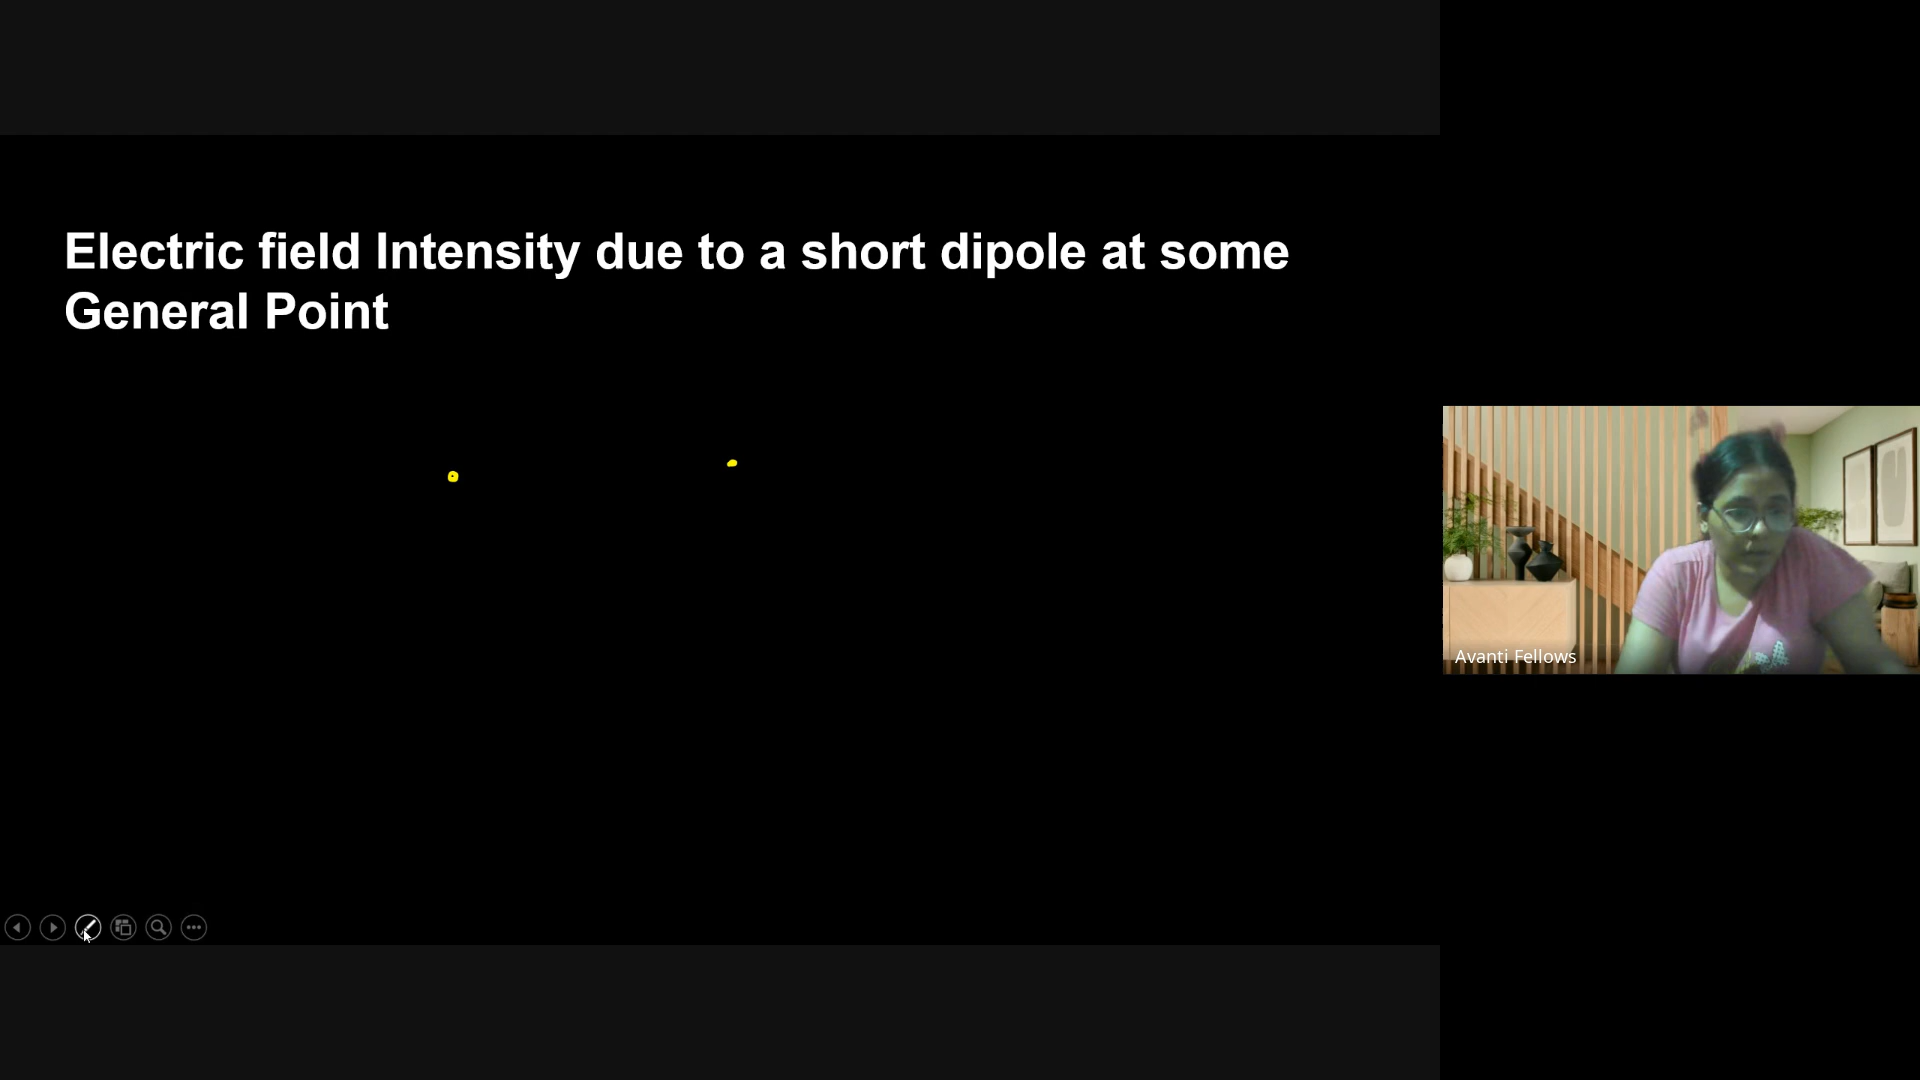 Electric field Intensity due to a short dipole at some
General Point
Avanti Fellows